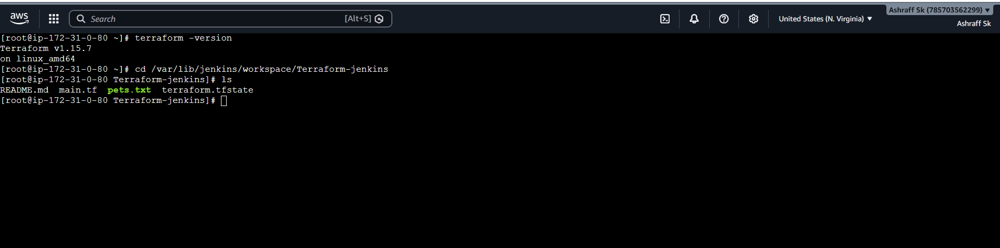 aws
Search [Alt+S]
United States (N. Virginia)
Ashraff Sk (785703562299)
Ashraff Sk
[root@ip-172-31-0-80 ~]# terraform -version
Terraform v1.15.7
on linux_amd64
[root@ip-172-31-0-80 ~]# cd /var/lib/jenkins/workspace/Terraform-jenkins
[root@ip-172-31-0-80 Terraform-jenkins]# ls
README.md main.tf pets.txt terraform.tfstate
[root@ip-172-31-0-80 Terraform-jenkins]#